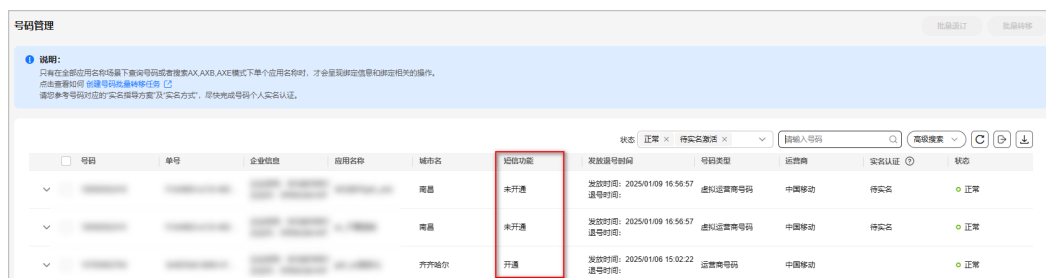 号码管理
批量退订
批量转移
说明：
只有在全部应用名称场景下查询号码或者搜索AX,AXB,AXE模式下单个应用名称时，才会呈现绑定信息和绑定相关的操作。
点击查看如何 创建号码批量转移任务
请您参考号码对应的“实名指导方案”及“实名方式”，尽快完成号码个人实名认证。
状态 正常 × 待实名激活 × 请输入号码 高级搜索
号码 单号 企业信息 应用名称 城市名 短信功能 发放退号时间 号码类型 运营商 实名认证 状态
南昌 未开通 发放时间：2025/01/09 16:56:57 虚拟运营商号码 中国移动 待实名 正常
退号时间：
南昌 未开通 发放时间：2025/01/09 16:56:57 虚拟运营商号码 中国移动 待实名 正常
退号时间：
齐齐哈尔 开通 发放时间：2025/01/06 15:02:22 运营商号码 中国移动 正常
退号时间：